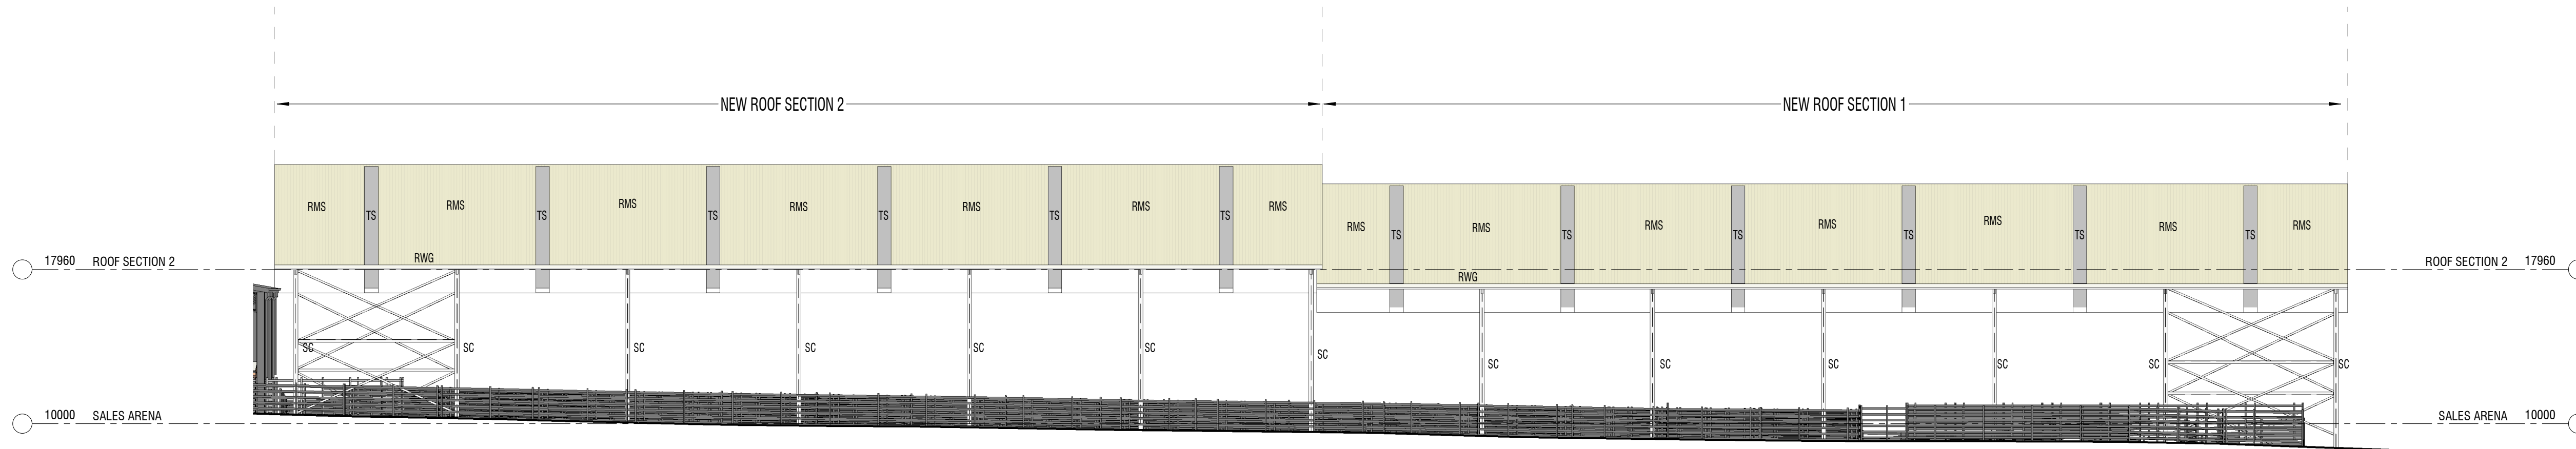 NEW ROOF SECTION 2
NEW ROOF SECTION 1
RMS
TS
RMS
TS
RMS
TS
RMS
TS
RMS
TS
RMS
TS
RMS
RMS
TS
RMS
TS
RMS
TS
RMS
TS
RMS
TS
RMS
TS
RMS
RWG
RWG
17960 ROOF SECTION 2
ROOF SECTION 2 17960
SC
SC
SC
SC
SC
SC
SC
SC
SC
SC
SC
SC
SC
10000 SALES ARENA
SALES ARENA 10000